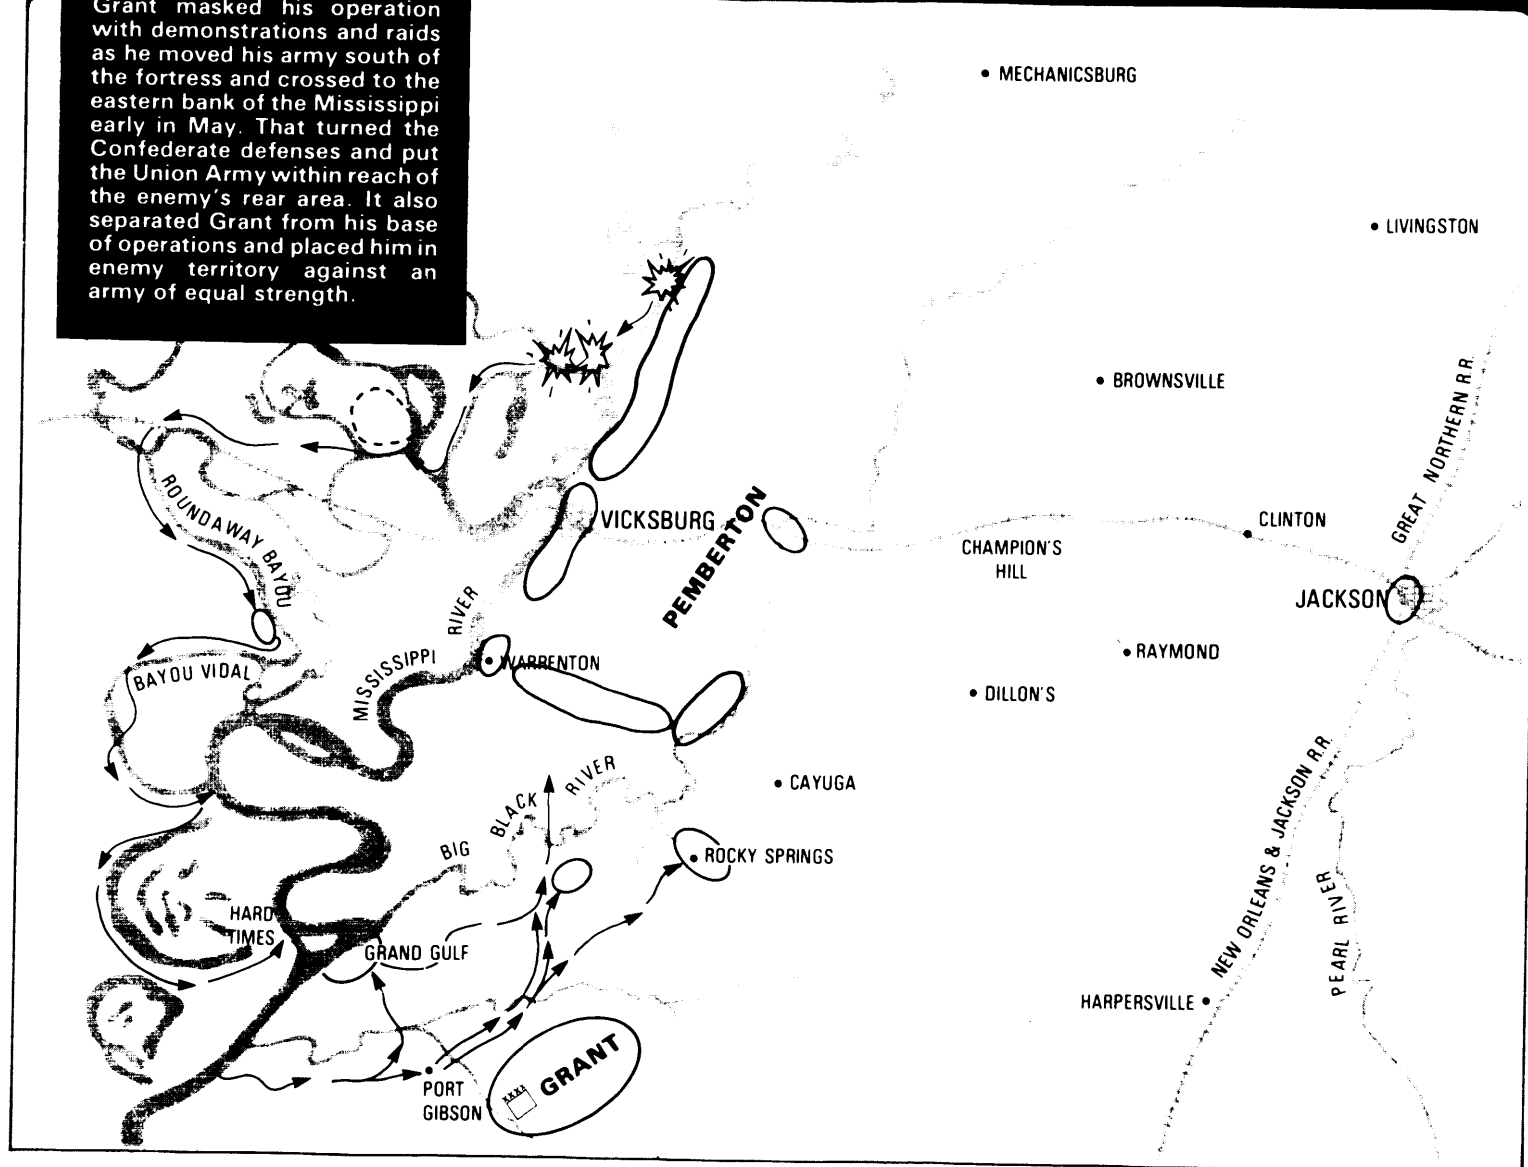 Grant masked his operation
with demonstrations and raids
as he moved his army south of
the fortress and crossed to the
eastern bank of the Mississippi
early in May. That turned the
Confederate defenses and put
the Union Army within reach of
the enemy's rear area. It also
separated Grant from his base
of operations and placed him in
enemy territory against an
army of equal strength.
MECHANICSBURG
LIVINGSTON
BROWNSVILLE
GREAT NORTHERN R.R.
ROUNDAWAY BAYOU
VICKSBURG
PEMBERTON
CLINTON
CHAMPION'S
HILL
JACKSON
MISSISSIPPI RIVER
WARRENTON
BAYOU VIDAL
RAYMOND
DILLON'S
CAYUGA
BIG BLACK RIVER
ROCKY SPRINGS
NEW ORLEANS & JACKSON R.R.
PEARL RIVER
HARD
TIMES
GRAND GULF
HARPERSVILLE
PORT
GIBSON
XXXX
GRANT